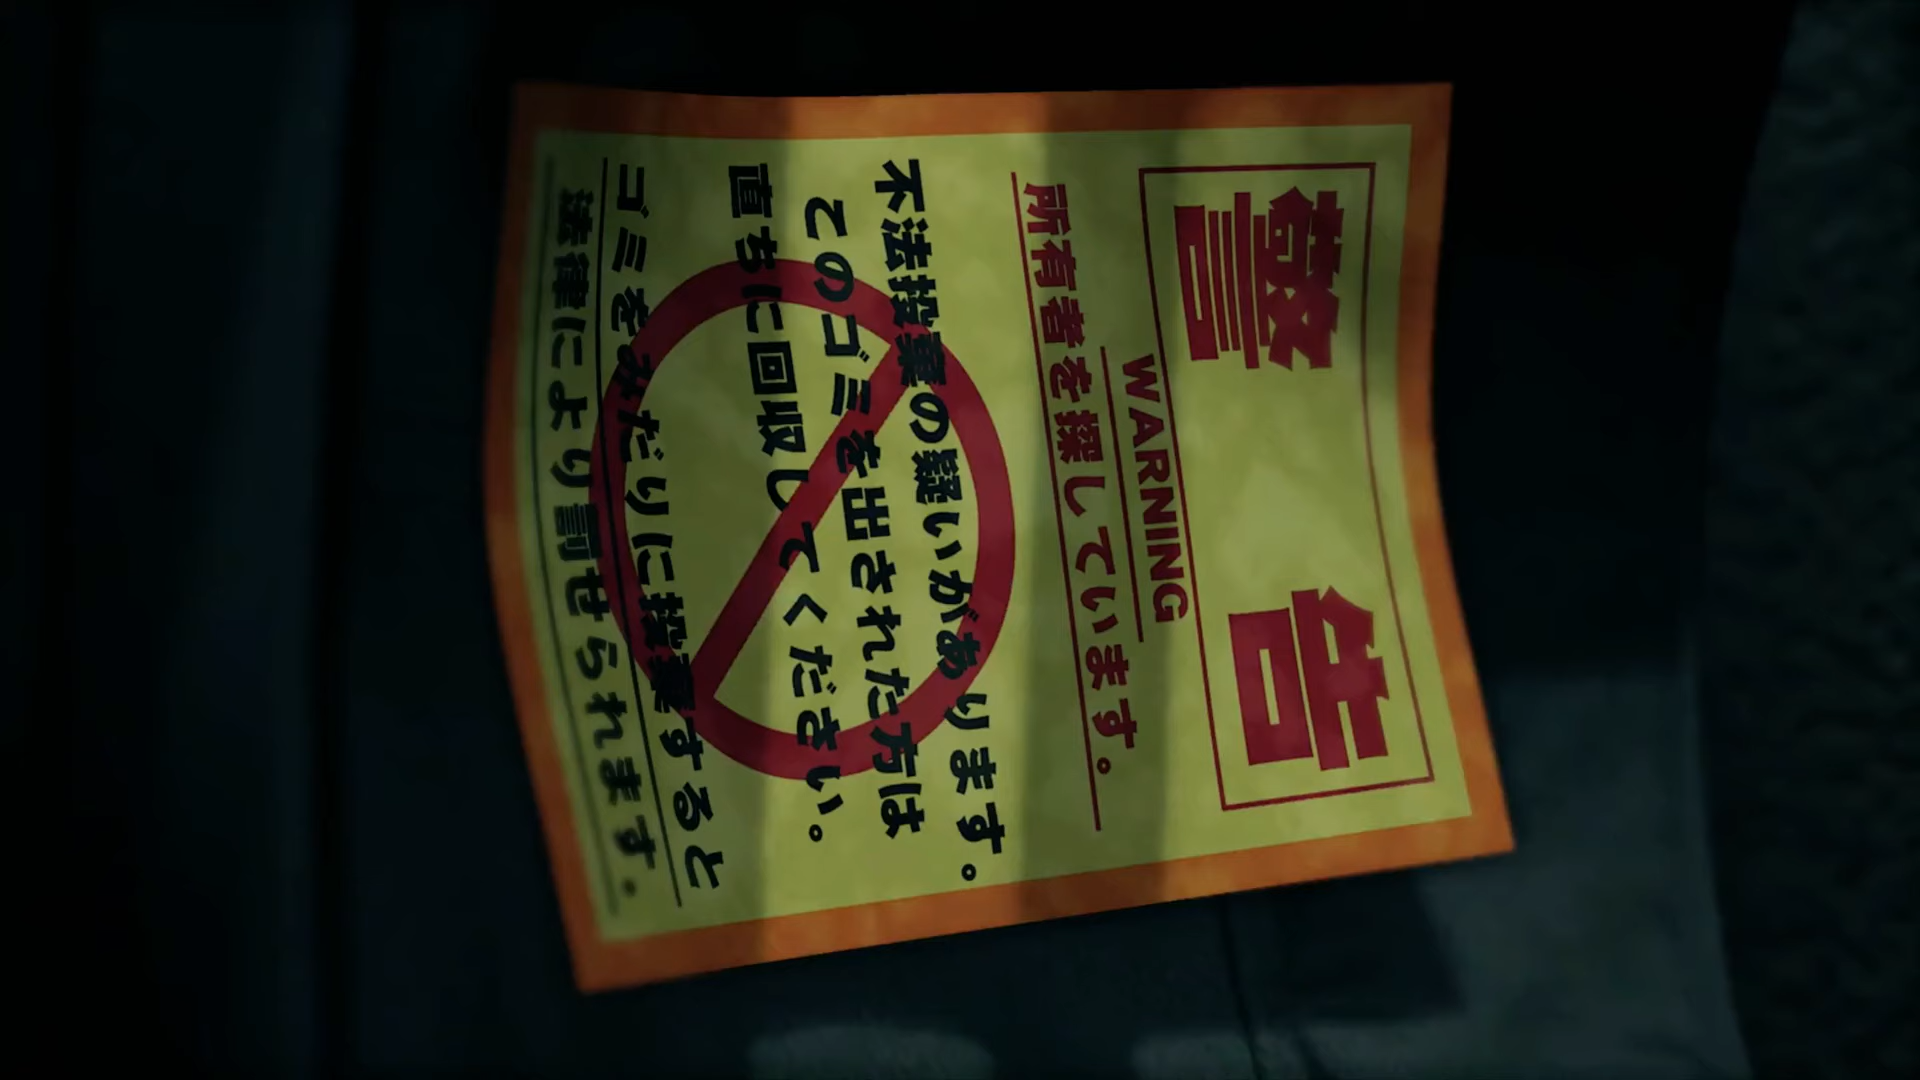 警告
WARNING
所有者を探しています。
不法投棄の疑いがあります。
このゴミを出された方は
直ちに回収してください。
ゴミをみだりに投棄すると
法律により罰せられます。